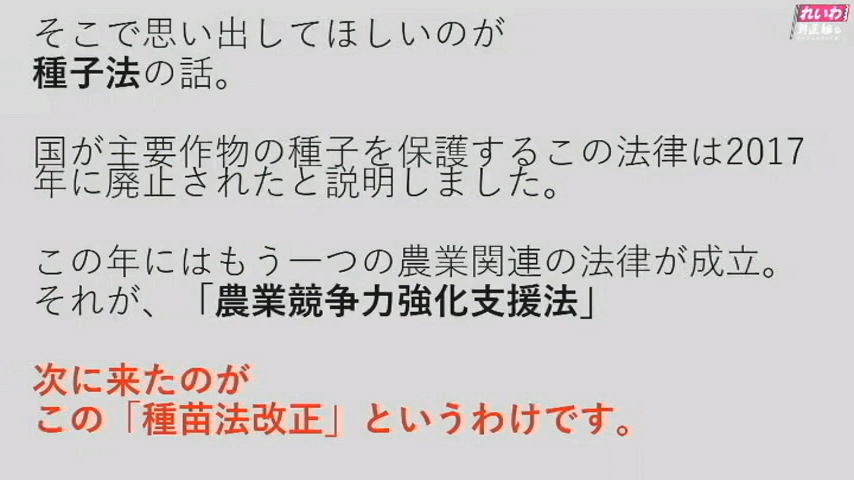 れいわ
そこで思い出してほしいのが
種子法の話。
国が主要作物の種子を保護するこの法律は2017
年に廃止されたと説明しました。
この年にはもう一つの農業関連の法律が成立。
それが、「農業競争力強化支援法」
次に来たのが
この「種苗法改正」というわけです。